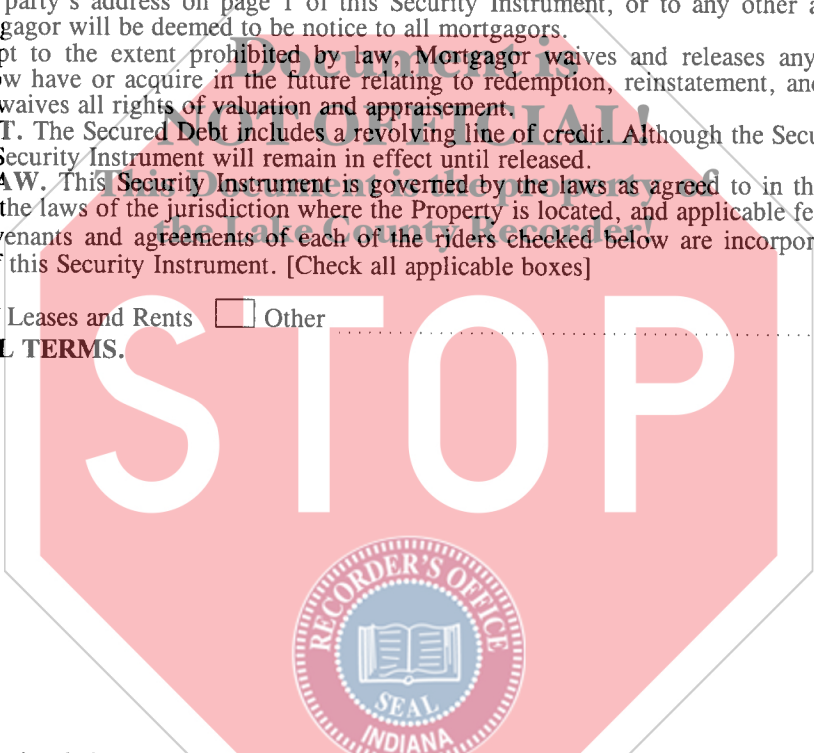 party's address on page 1 of this Security Instrument, or to any other a
gagor will be deemed to be notice to all mortgagors.
pt to the extent prohibited by law, Mortgagor waives and releases any
ow have or acquire in the future relating to redemption, reinstatement, and
waives all rights of valuation and appraisement.
T. The Secured Debt includes a revolving line of credit. Although the Secu
Security Instrument will remain in effect until released.
AW. This Security Instrument is governed by the laws as agreed to in th
the laws of the jurisdiction where the Property is located, and applicable fe
venants and agreements of each of the riders checked below are incorpor
f this Security Instrument. [Check all applicable boxes]
Leases and Rents Other
L TERMS.
Document is
NOT OFFICIAL!
This Document is the property of
the Lake County Recorder!
STOP
RECORDER'S OFFICE
SEAL
INDIANA